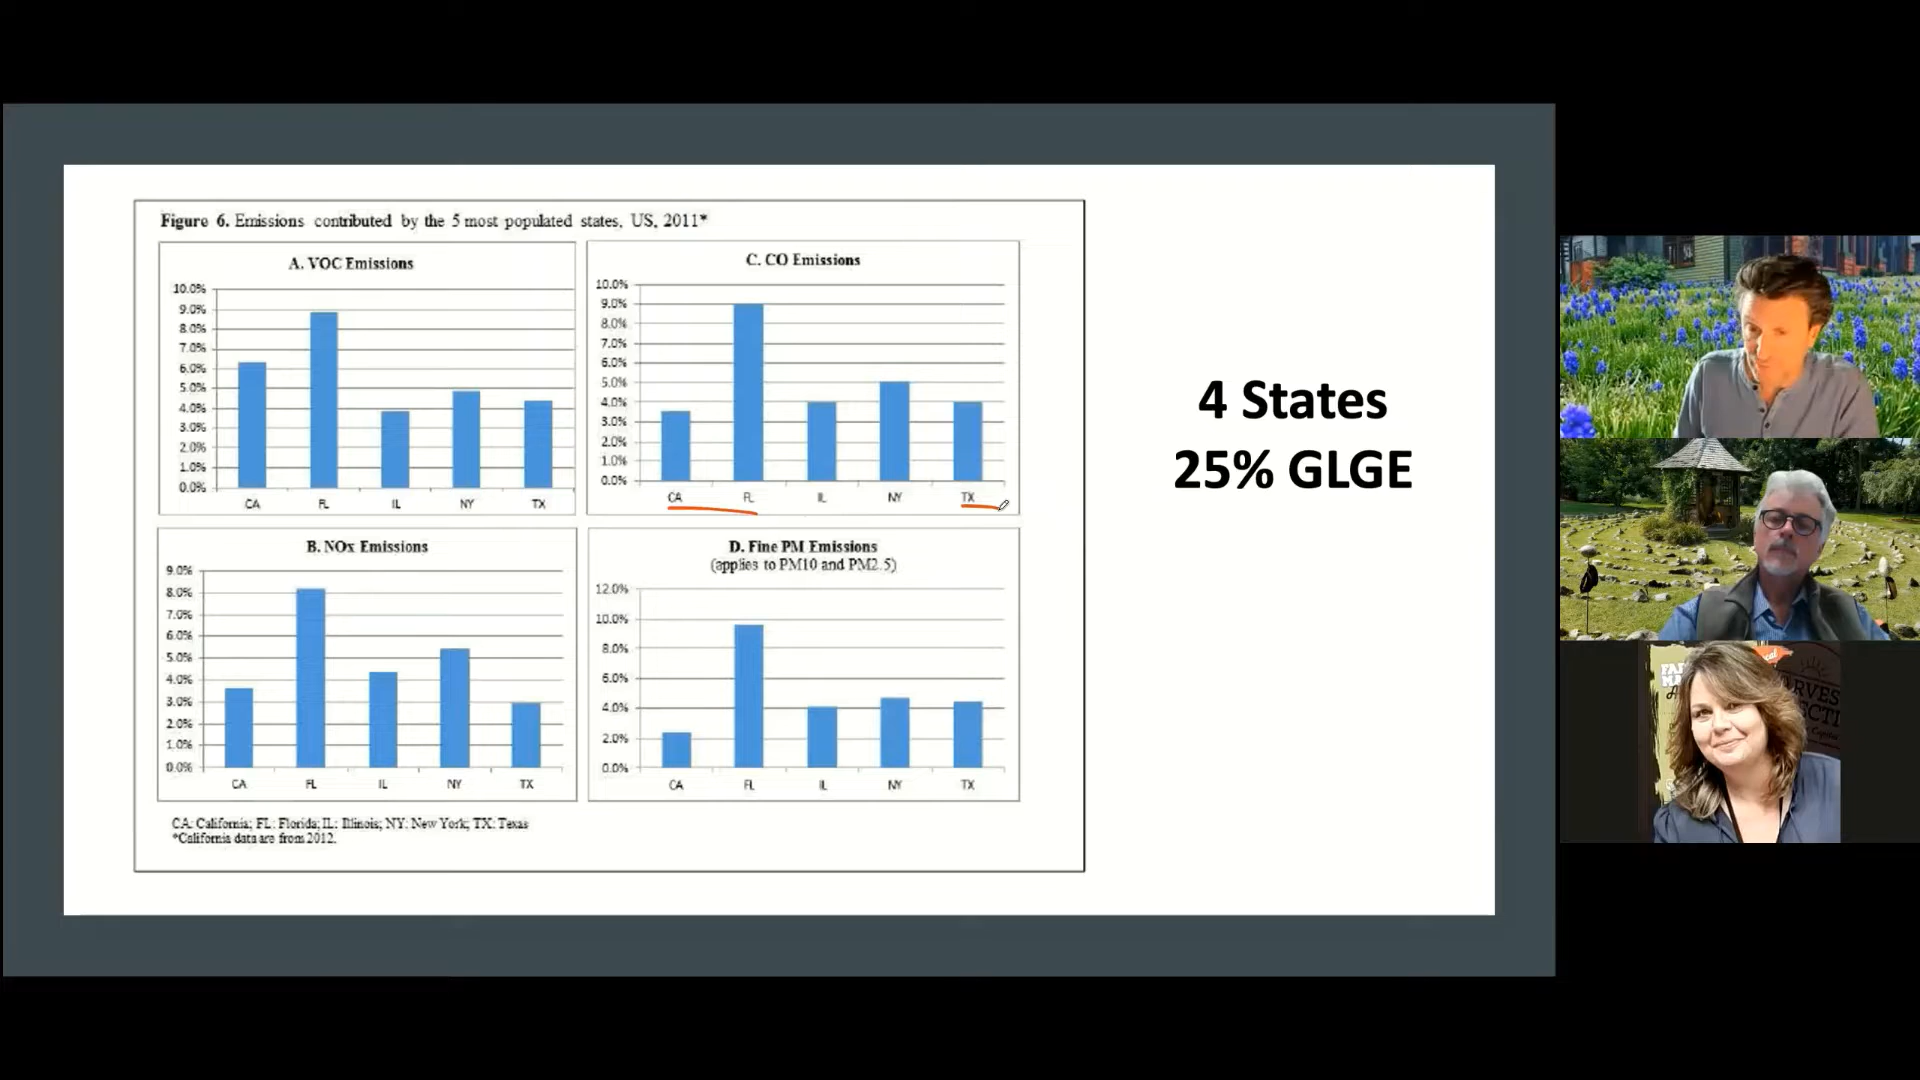 Figure 6. Emissions contributed by the 5 most populated states, US, 2011*
A. VOC Emissions
10.0%
9.0%
8.0%
7.0%
6.0%
5.0%
4.0%
3.0%
2.0%
1.0%
0.0%
CA FL IL NY TX
C. CO Emissions
10.0%
9.0%
8.0%
7.0%
6.0%
5.0%
4.0%
3.0%
2.0%
1.0%
0.0%
CA FL IL NY TX
B. NOx Emissions
9.0%
8.0%
7.0%
6.0%
5.0%
4.0%
3.0%
2.0%
1.0%
0.0%
CA FL IL NY TX
D. Fine PM Emissions
(applies to PM10 and PM2.5)
12.0%
10.0%
8.0%
6.0%
4.0%
2.0%
0.0%
CA FL IL NY TX
CA: California; FL: Florida; IL: Illinois; NY: New York; TX: Texas
*California data are from 2012.
4 States
25% GLGE